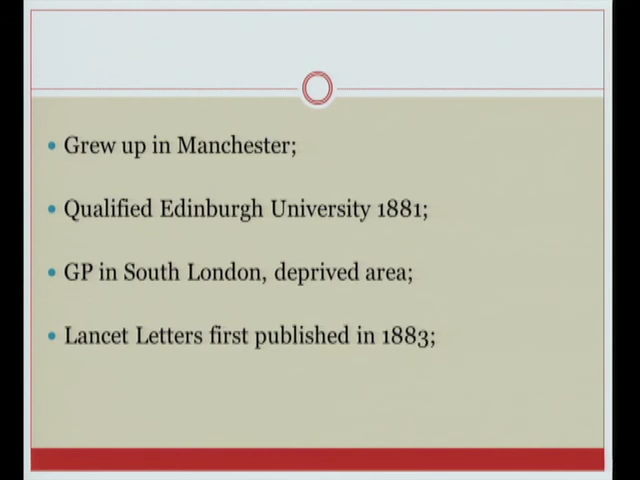 Grew up in Manchester;
Qualified Edinburgh University 1881;
GP in South London, deprived area;
Lancet Letters first published in 1883;